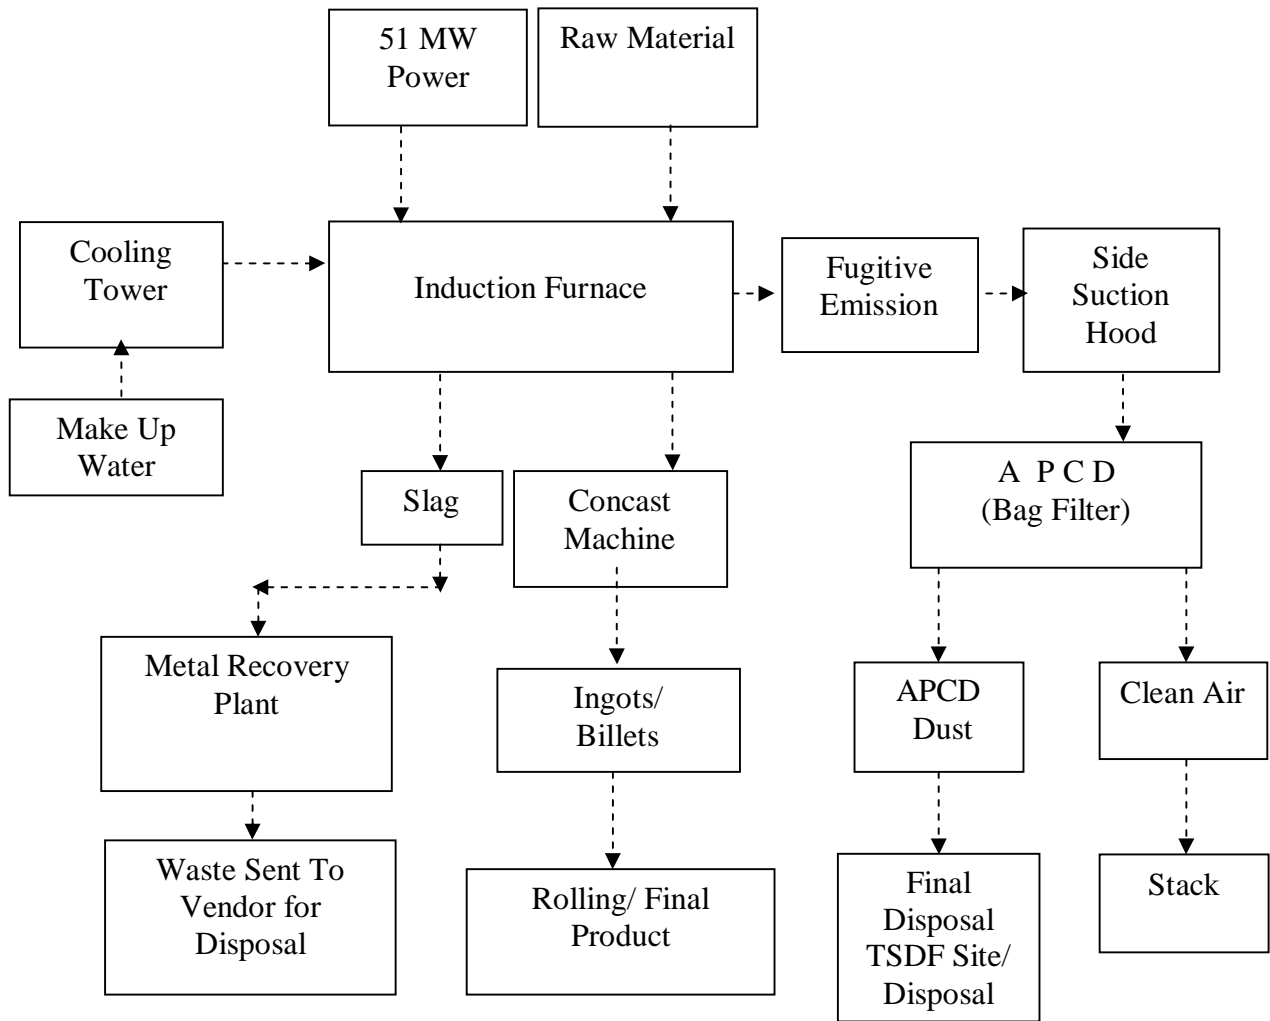 51 MW
Power
Raw Material
Cooling
Tower
Induction Furnace
Fugitive
Emission
Side
Suction
Hood
Make Up
Water
Slag
Concast
Machine
A P C D
(Bag Filter)
Metal Recovery
Plant
Ingots/
Billets
APCD
Dust
Clean Air
Waste Sent To
Vendor for
Disposal
Rolling/ Final
Product
Final
Disposal
TSDF Site/
Disposal
Stack